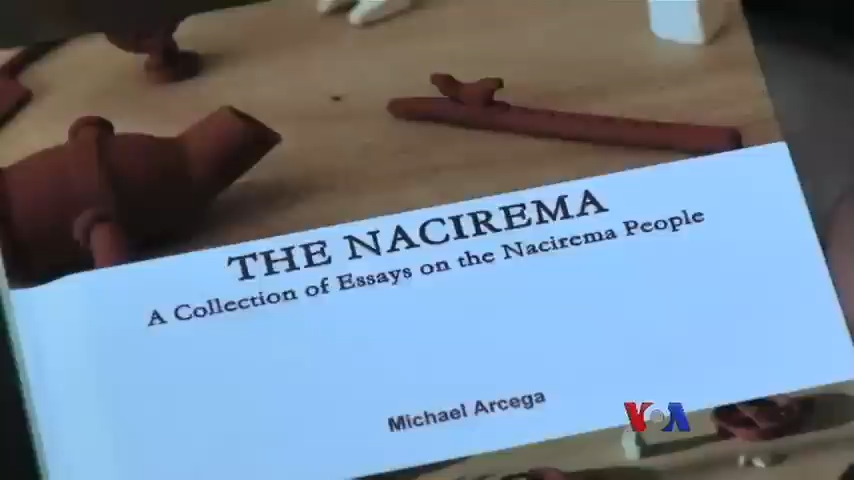 THE NACIREMA
A Collection of Essays on the Nacirema People
Michael Arcega
VOA